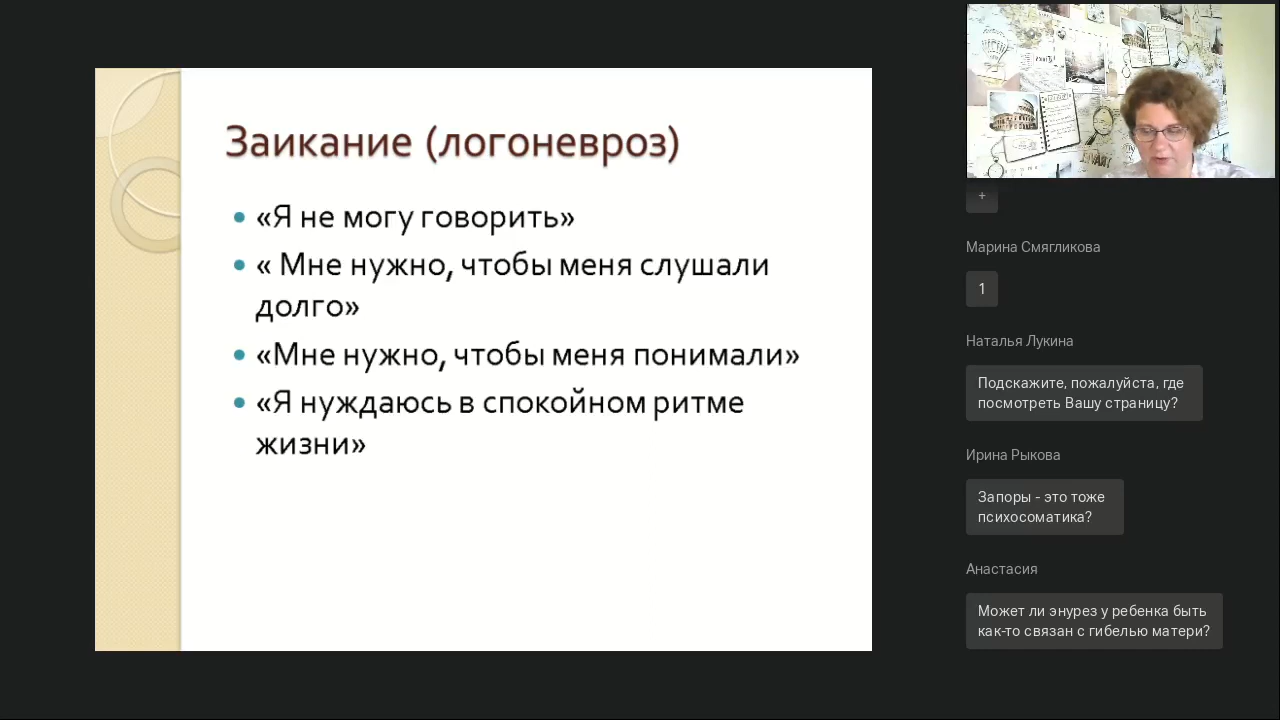 Заикание (логоневроз)
• «Я не могу говорить»
• « Мне нужно, чтобы меня слушали
долго»
• «Мне нужно, чтобы меня понимали»
• «Я нуждаюсь в спокойном ритме
жизни»
+
Марина Смягликова
1
Наталья Лукина
Подскажите, пожалуйста, где
посмотреть Вашу страницу?
Ирина Рыкова
Запоры - это тоже
психосоматика?
Анастасия
Может ли энурез у ребенка быть
как-то связан с гибелью матери?